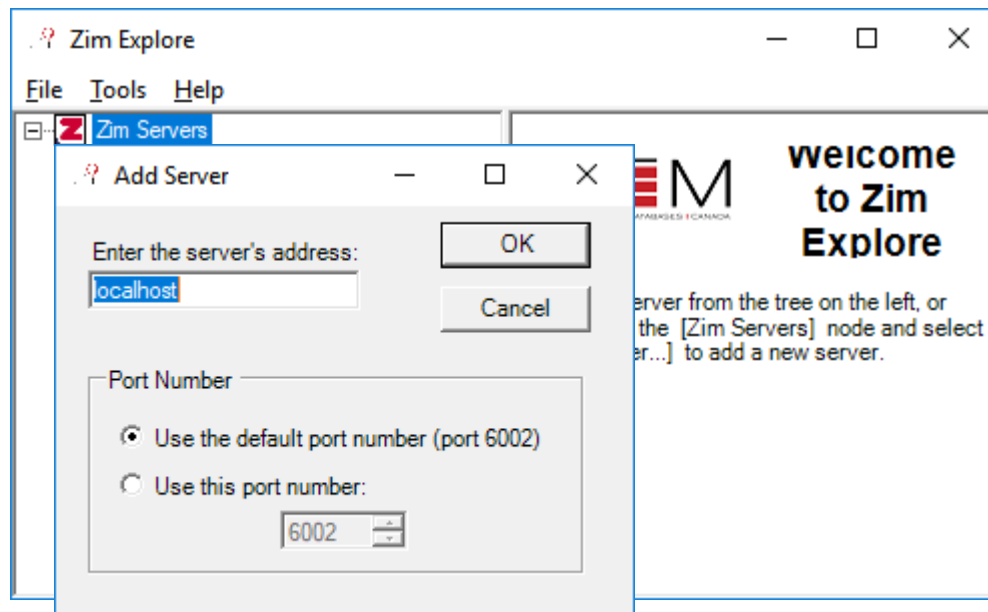 Zim Explore
File Tools Help
Zim Servers
Add Server
Enter the server's address:
localhost
OK
Cancel
Port Number
Use the default port number (port 6002)
Use this port number:
6002
M
CANADA
Welcome
to Zim
Explore
erver from the tree on the left, or
the [Zim Servers] node and select
er...] to add a new server.